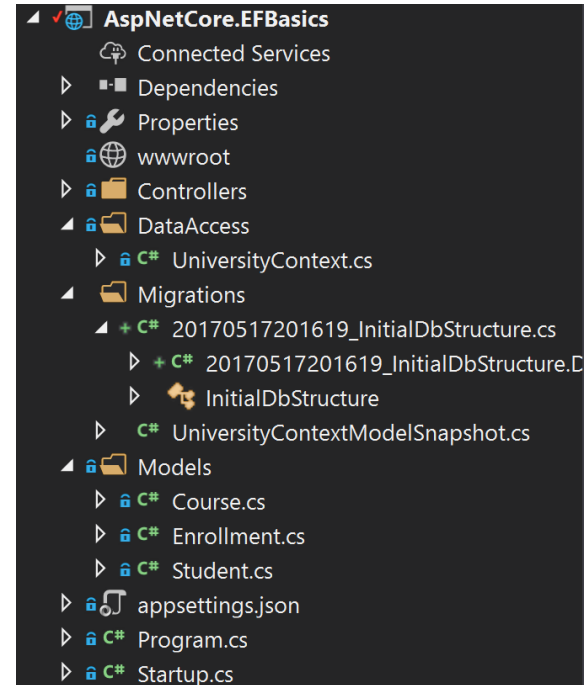 AspNetCore.EFBasics
Connected Services
Dependencies
Properties
wwwroot
Controllers
DataAccess
C# UniversityContext.cs
Migrations
+ C# 20170517201619_InitialDbStructure.cs
+ C# 20170517201619_InitialDbStructure.D
InitialDbStructure
C# UniversityContextModelSnapshot.cs
Models
C# Course.cs
C# Enrollment.cs
C# Student.cs
appsettings.json
C# Program.cs
C# Startup.cs